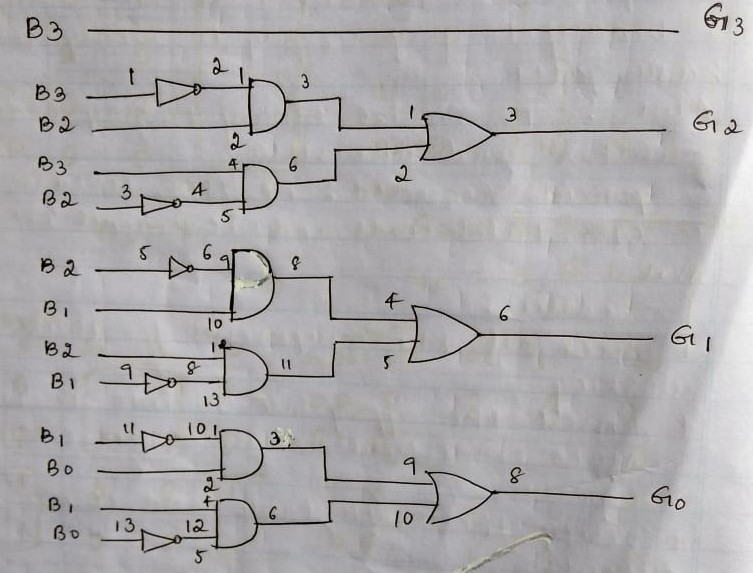 B3 G3
1 2 1 3
B3
B2 1 3 G2
2
B3 4 6 2
B2 3 4
5
B2 5 6 9 8
4 6
B1 10
B2 12 11 5 G1
B1 9 8
13
B1 11 10 1 3
B0 9 8
2 G0
B1 4 6 10
B0 13 12
5